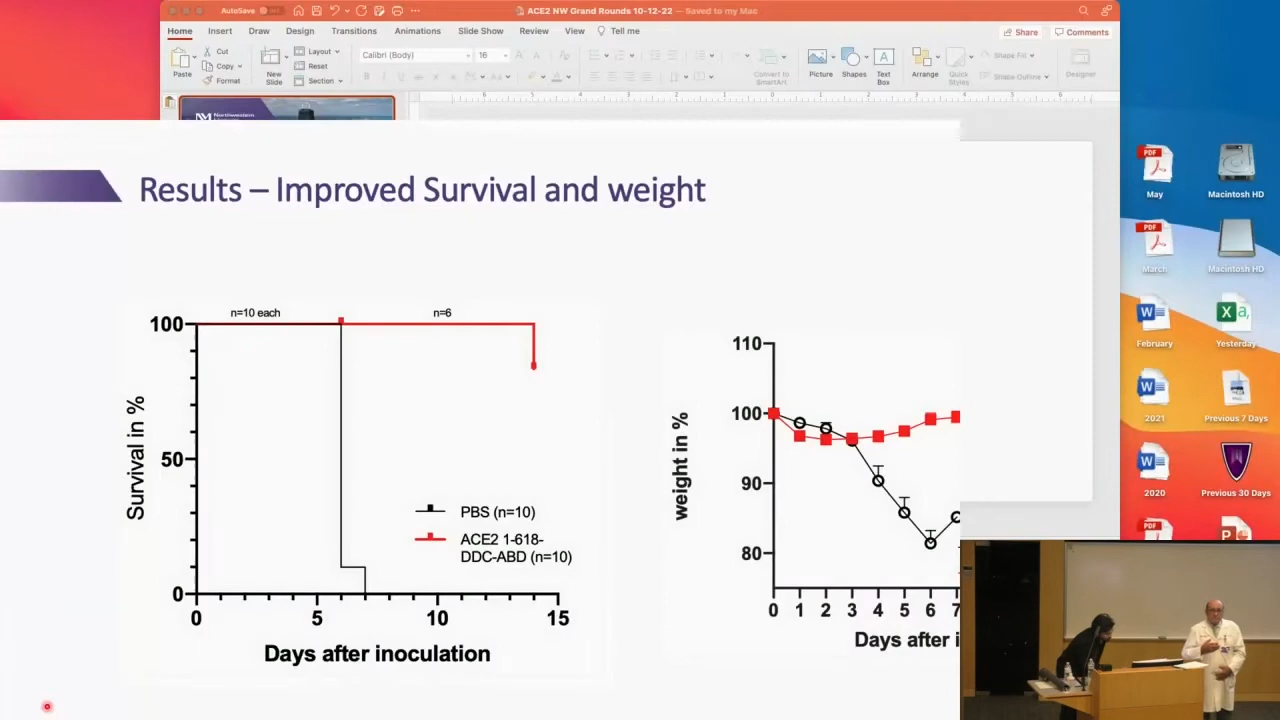 AutoSave
ACE2 NW Grand Rounds 10-12-22 — Saved to my Mac
Home Insert Draw Design Transitions Animations Slide Show Review View Tell me
Share Comments
Paste
Cut
Copy
Format
New Slide
Layout
Reset
Section
Calibri (Body) 16
Convert to SmartArt
Picture
Shapes
Text Box
Arrange
Quick Styles
Shape Fill
Shape Outline
Designer
Northwestern
Results – Improved Survival and weight
n=10 each n=6
100
50
0
Survival in %
PBS (n=10)
ACE2 1-618-
DDC-ABD (n=10)
0 5 10 15
Days after inoculation
110
100
90
80
weight in %
0 1 2 3 4 5 6 7
Days after i
May Macintosh HD
March Macintosh HD
February Yesterday
2021 Previous 7 Days
2020 Previous 30 Days